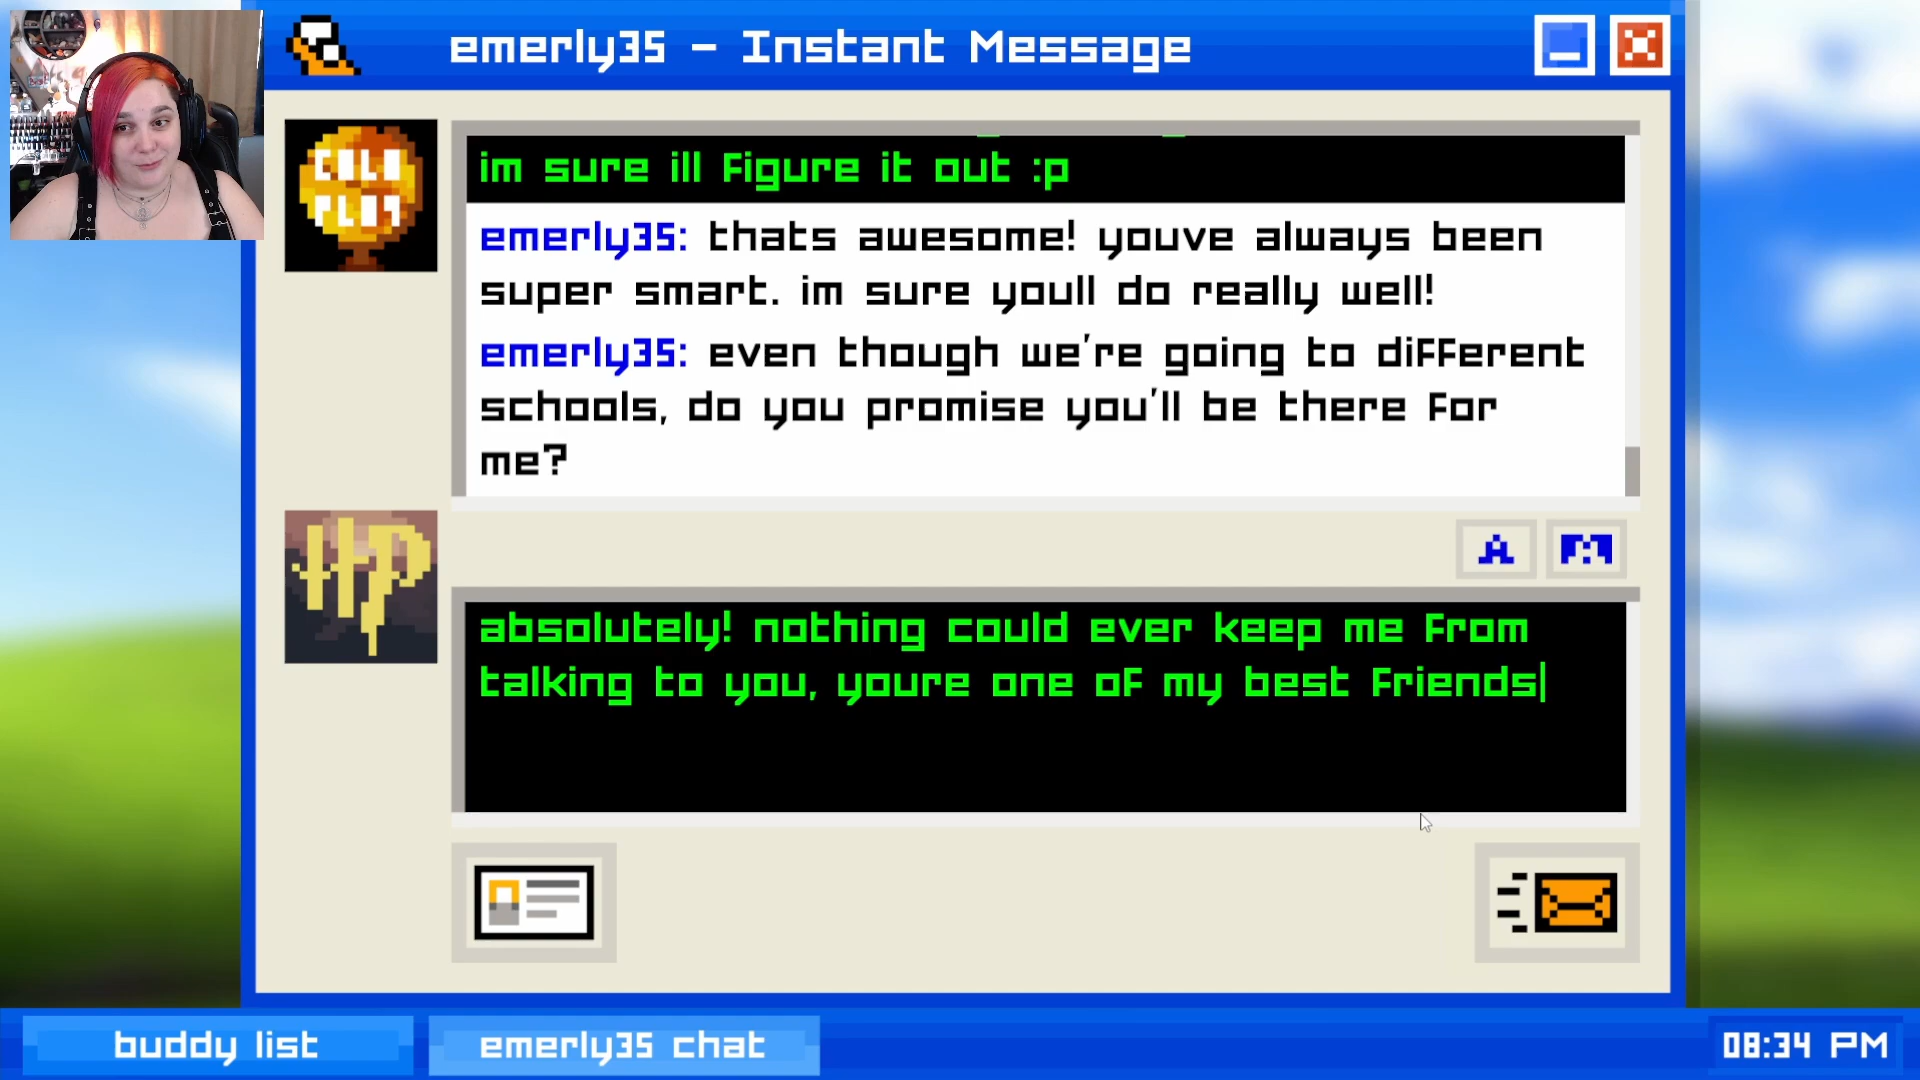 emerly35 - Instant Message
COLD
PLAY
im sure ill figure it out :p
emerly35: thats awesome! youve always been
super smart. im sure youll do really well!
emerly35: even though we're going to different
schools, do you promise you'll be there for
me?
HP
A
absolutely! nothing could ever keep me from
talking to you, youre one of my best friends
buddy list
emerly35 chat
08:34 PM